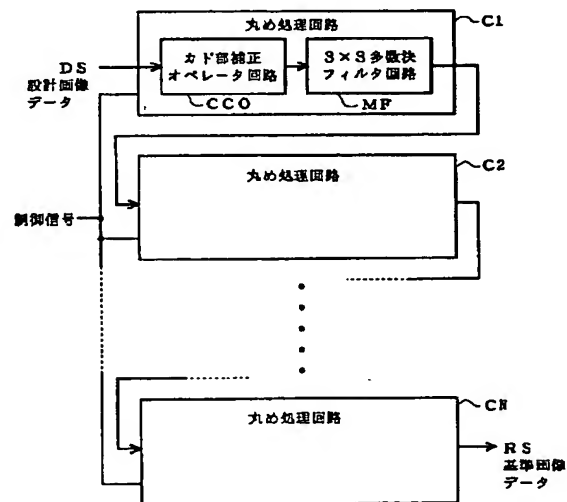 丸め処理回路
C1
カド部補正
オペレータ回路
3×3多数決
フィルタ回路
DS
設計画像
データ
CCO
MF
丸め処理回路
C2
制御信号
丸め処理回路
CN
RS
基準画像
データ